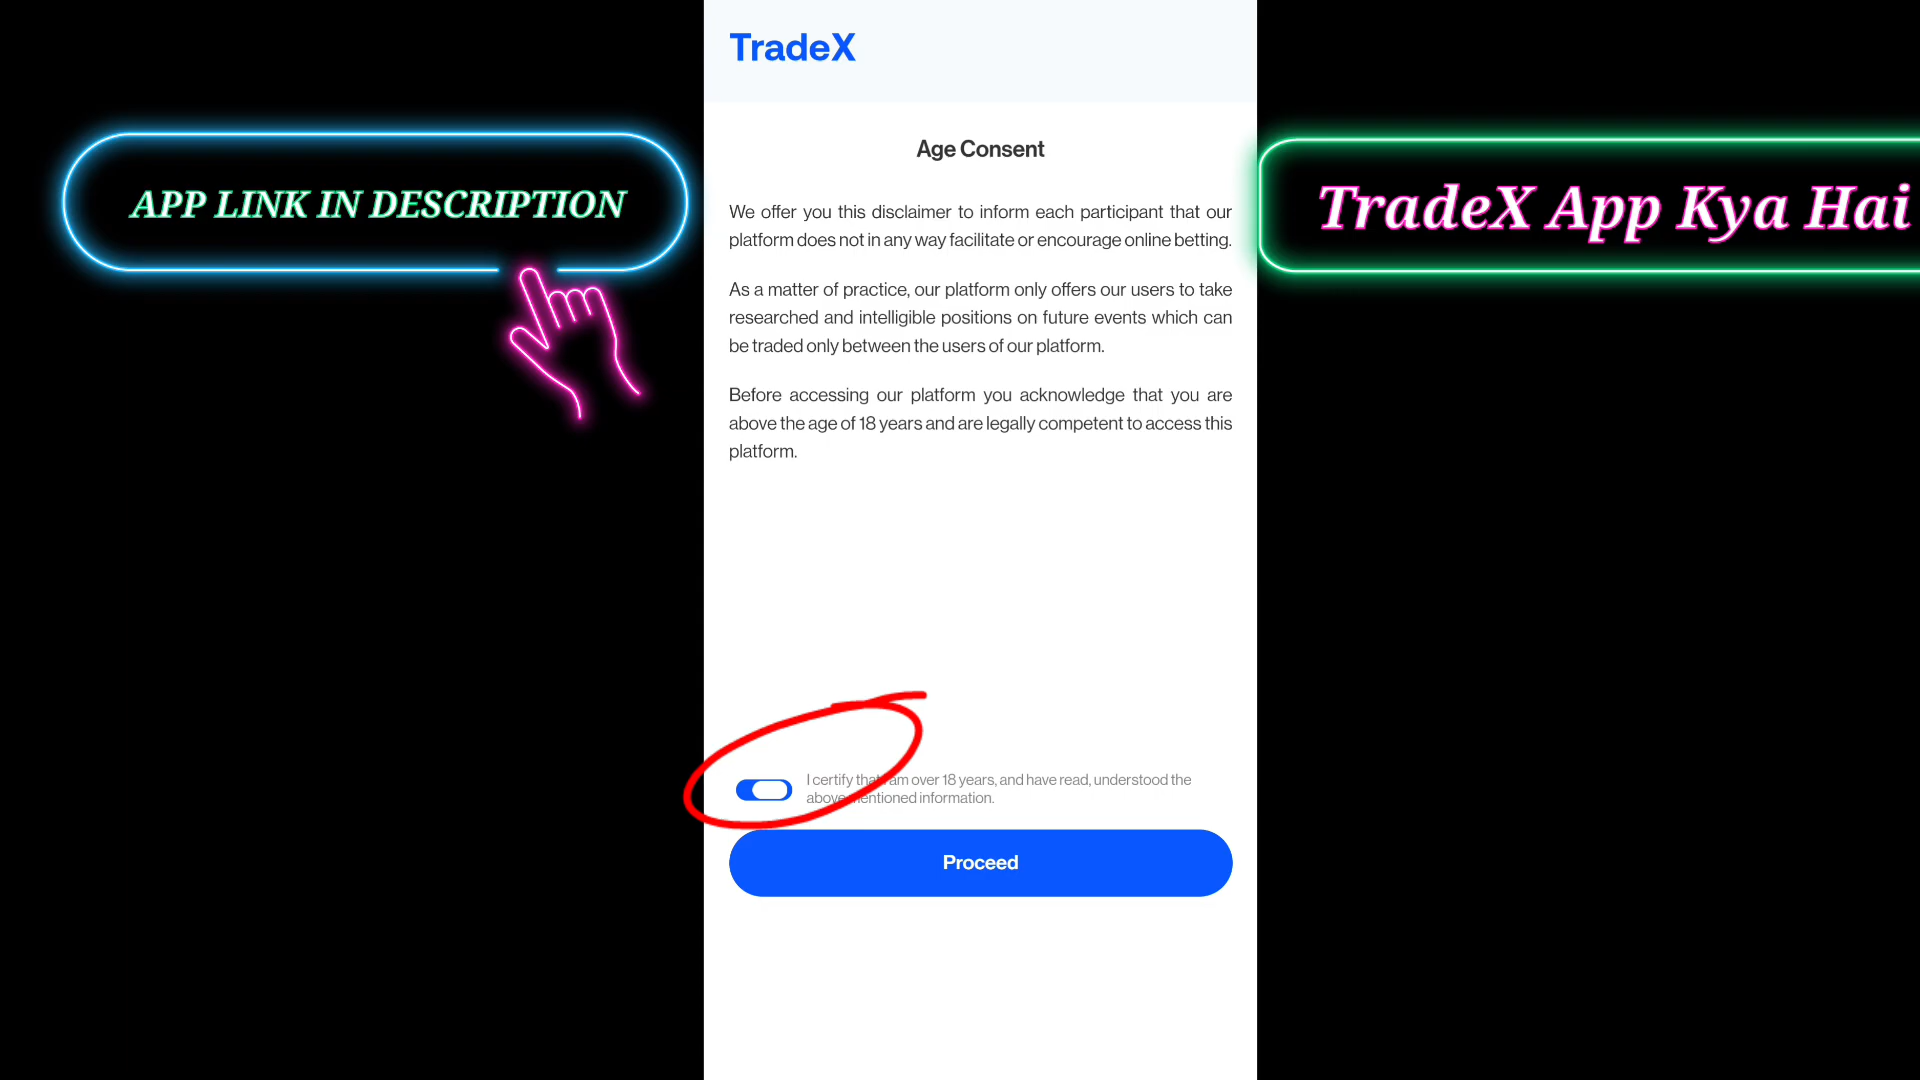 TradeX
APP LINK IN DESCRIPTION
TradeX App Kya Hai
Age Consent
We offer you this disclaimer to inform each participant that our
platform does not in any way facilitate or encourage online betting.
As a matter of practice, our platform only offers our users to take
researched and intelligible positions on future events which can
be traded only between the users of our platform.
Before accessing our platform you acknowledge that you are
above the age of 18 years and are legally competent to access this
platform.
I certify that I am over 18 years, and have read, understood the
above mentioned information.
Proceed